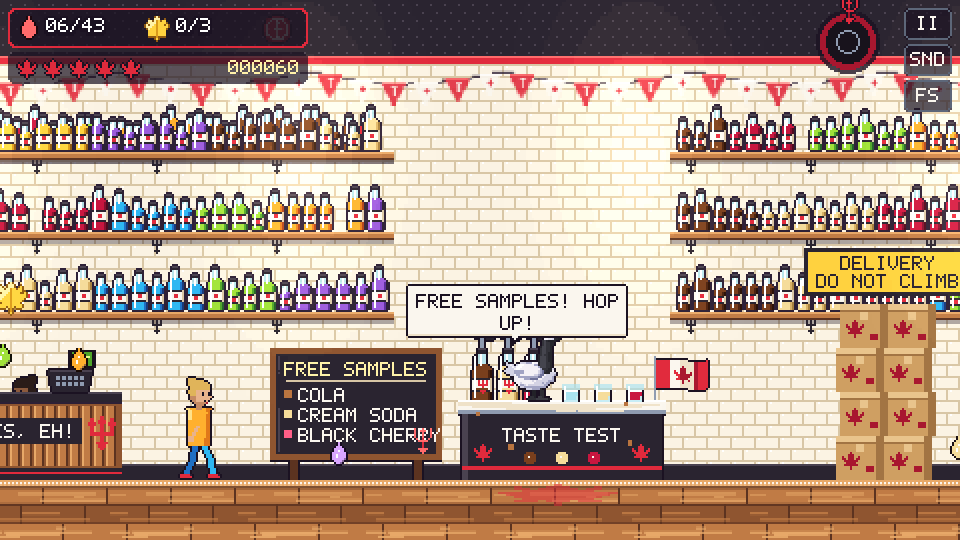 06/43 0/3
000060
II
SND
FS
DELIVERY
DO NOT CLIMB
FREE SAMPLES! HOP
UP!
FREE SAMPLES
COLA
CREAM SODA
BLACK CHERRY
S, EH!
TASTE TEST